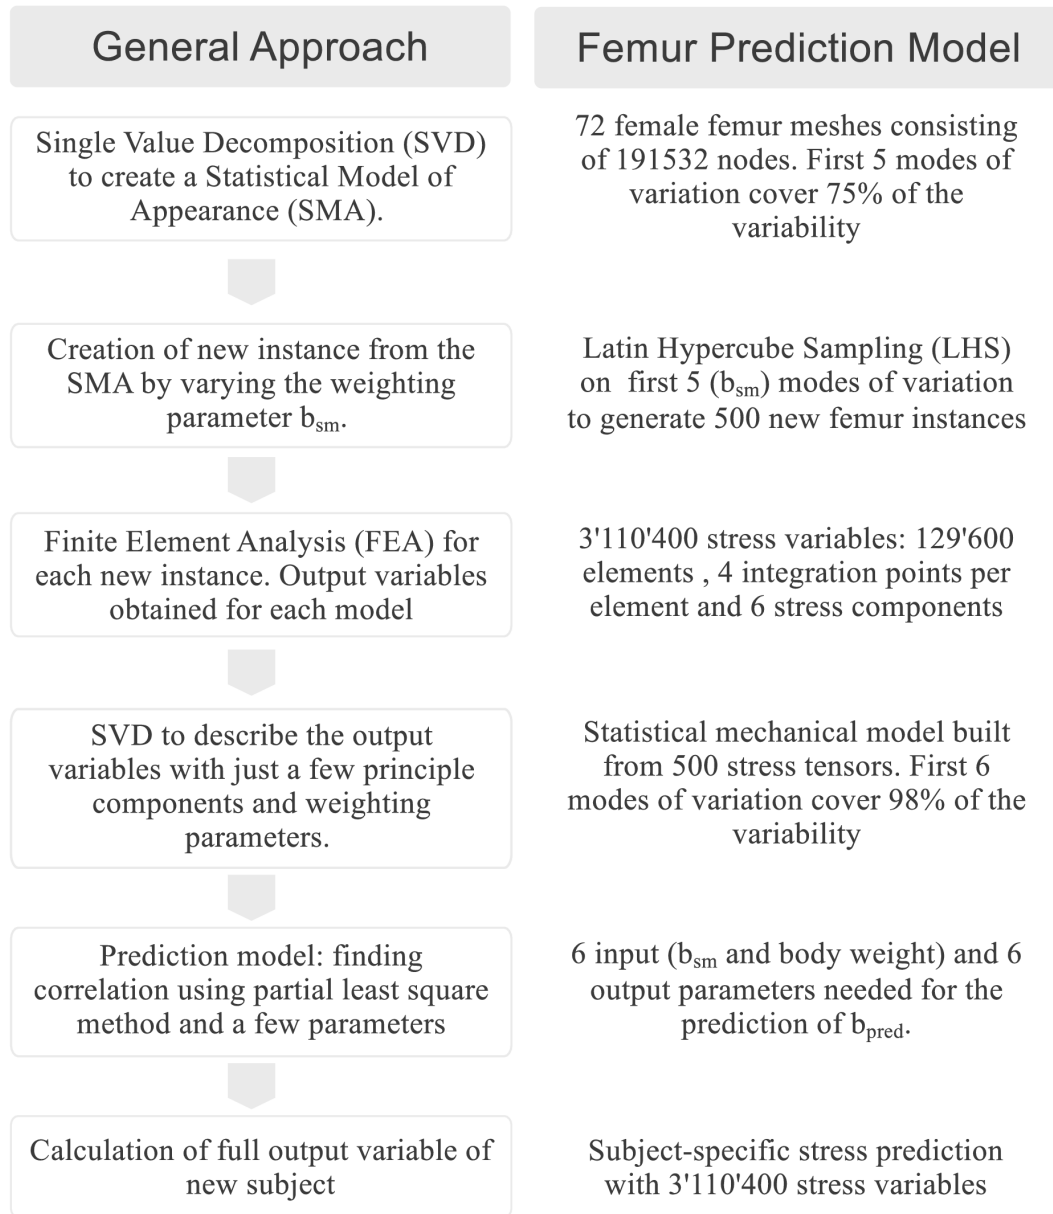 General Approach
Femur Prediction Model
Single Value Decomposition (SVD)
to create a Statistical Model of
Appearance (SMA).
72 female femur meshes consisting
of 191532 nodes. First 5 modes of
variation cover 75% of the
variability
Creation of new instance from the
SMA by varying the weighting
parameter bsm.
Latin Hypercube Sampling (LHS)
on first 5 (bsm) modes of variation
to generate 500 new femur instances
Finite Element Analysis (FEA) for
each new instance. Output variables
obtained for each model
3'110'400 stress variables: 129'600
elements , 4 integration points per
element and 6 stress components
SVD to describe the output
variables with just a few principle
components and weighting
parameters.
Statistical mechanical model built
from 500 stress tensors. First 6
modes of variation cover 98% of the
variability
Prediction model: finding
correlation using partial least square
method and a few parameters
6 input (bsm and body weight) and 6
output parameters needed for the
prediction of bpred.
Calculation of full output variable of
new subject
Subject-specific stress prediction
with 3'110'400 stress variables